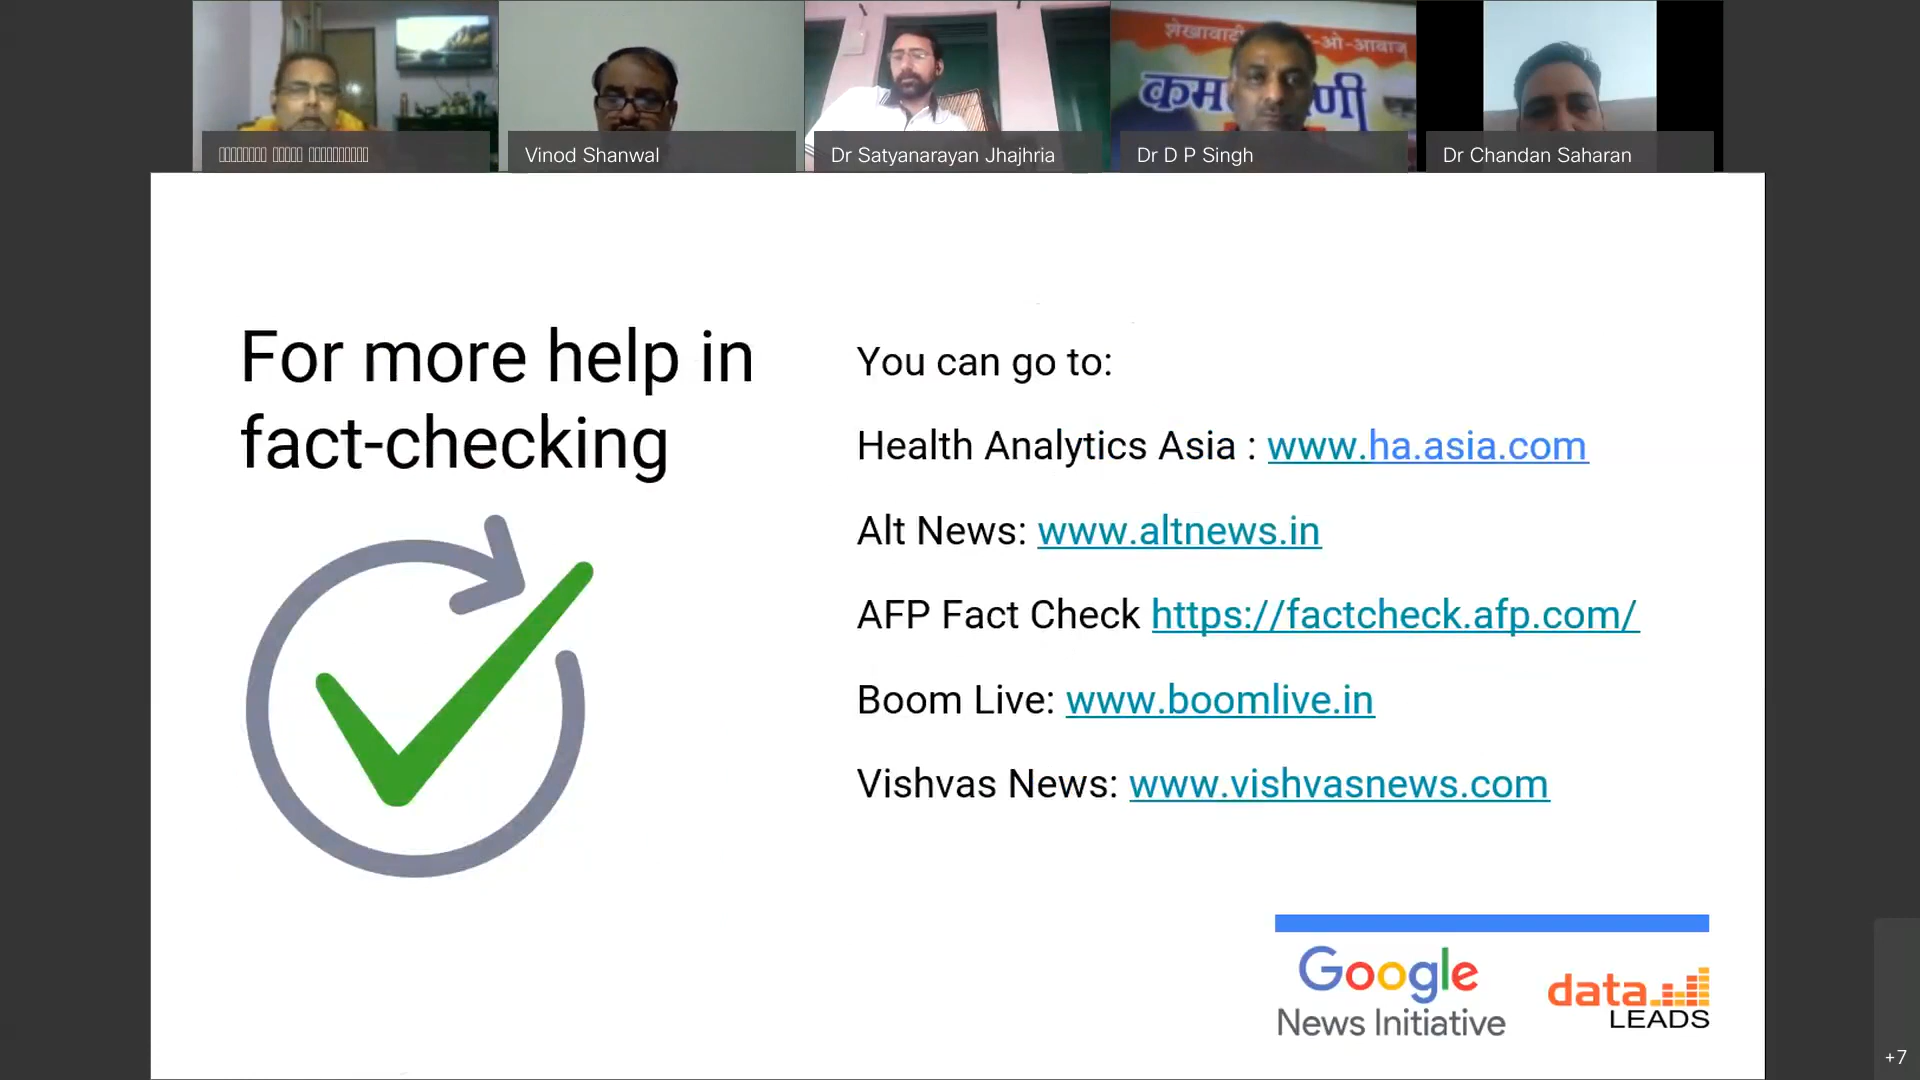 शेखावाटी
-ओ-आवाज़
Vinod Shanwal
Dr Satyanarayan Jhajhria
Dr D P Singh
Dr Chandan Saharan
For more help in
fact-checking
You can go to:
Health Analytics Asia : www.ha.asia.com
Alt News: www.altnews.in
AFP Fact Check https://factcheck.afp.com/
Boom Live: www.boomlive.in
Vishvas News: www.vishvasnews.com
Google
News Initiative
data
LEADS
+7